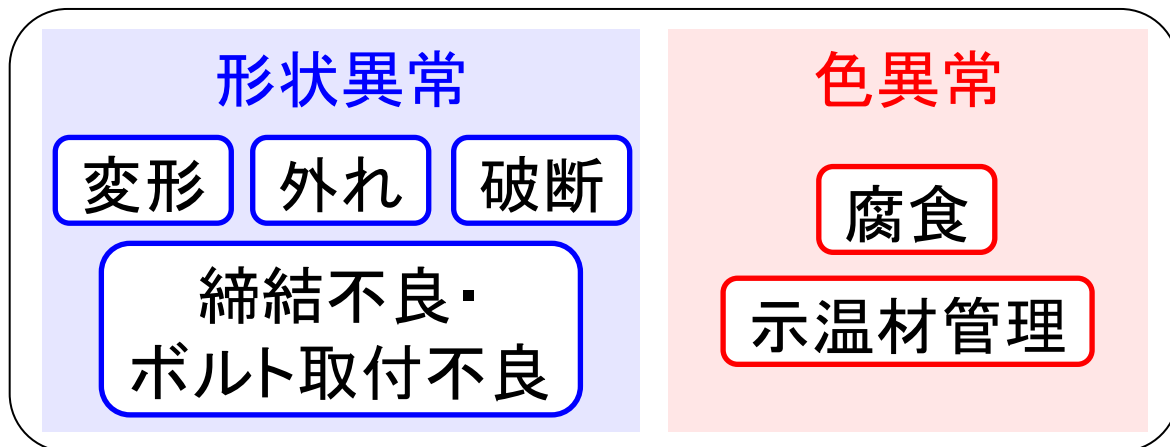 形状異常
変形
外れ
破断
締結不良・
ボルト取付不良
色異常
腐食
示温材管理